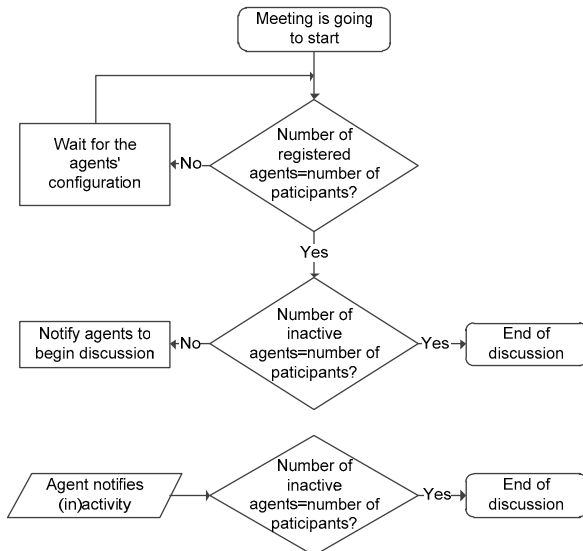 Meeting is going
to start
Wait for the
agents'
configuration
No
Number of
registered
agents=number of
paticipants?
Yes
Notify agents to
begin discussion
No
Number of
inactive
agents=number of
paticipants?
Yes
End of
discussion
Agent notifies
(in)activity
Number of
inactive
agents=number of
paticipants?
Yes
End of
discussion